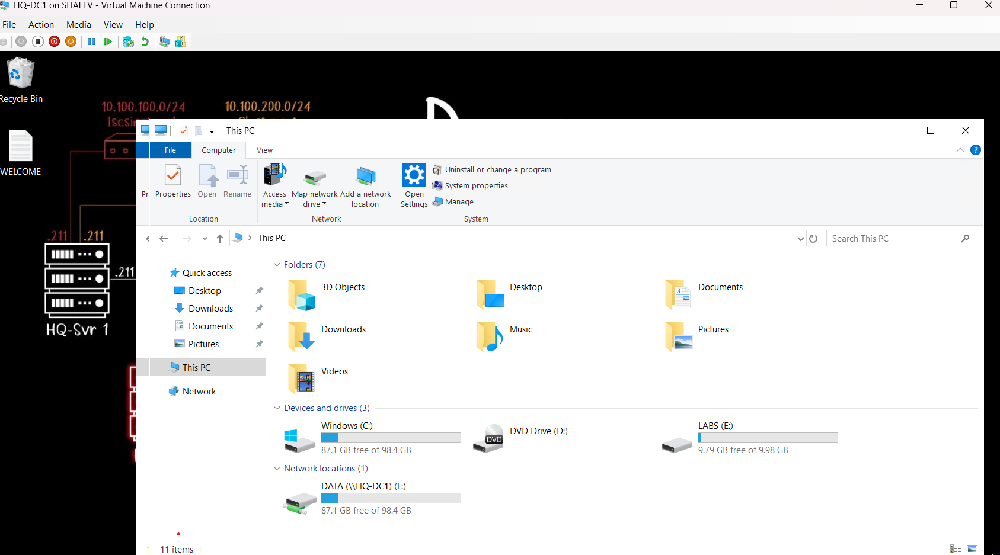 HQ-DC1 on SHALEV - Virtual Machine Connection
File Action Media View Help
Recycle Bin
10.100.100.0/24 10.100.200.0/24
WELCOME
.211 .211
.211
HQ-Svr 1
This PC
File Computer View
Pr Properties Open Rename
Location
Access media
Map network drive
Add a network location
Network
Open Settings
Uninstall or change a program
System properties
Manage
System
This PC
Search This PC
Quick access
Desktop
Downloads
Documents
Pictures
This PC
Network
Folders (7)
3D Objects Desktop Documents
Downloads Music Pictures
Videos
Devices and drives (3)
Windows (C:)
87.1 GB free of 98.4 GB
DVD
DVD Drive (D:)
LABS (E:)
9.79 GB free of 9.98 GB
Network locations (1)
DATA (\\HQ-DC1) (F:)
87.1 GB free of 98.4 GB
1 11 items